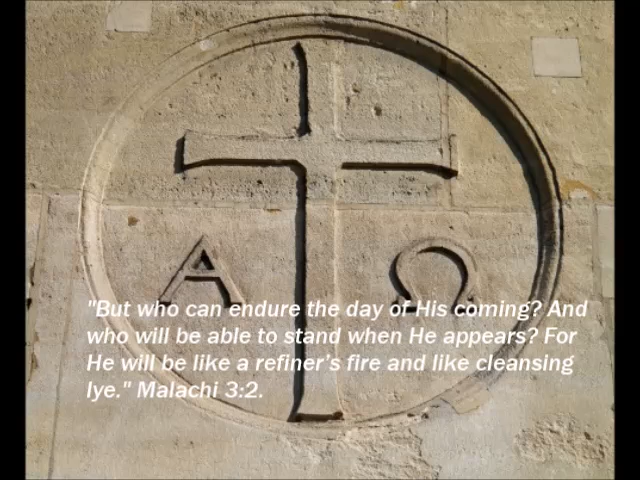 Α Ω
"But who can endure the day of His coming? And
who will be able to stand when He appears? For
He will be like a refiner's fire and like cleansing
lye." Malachi 3:2.